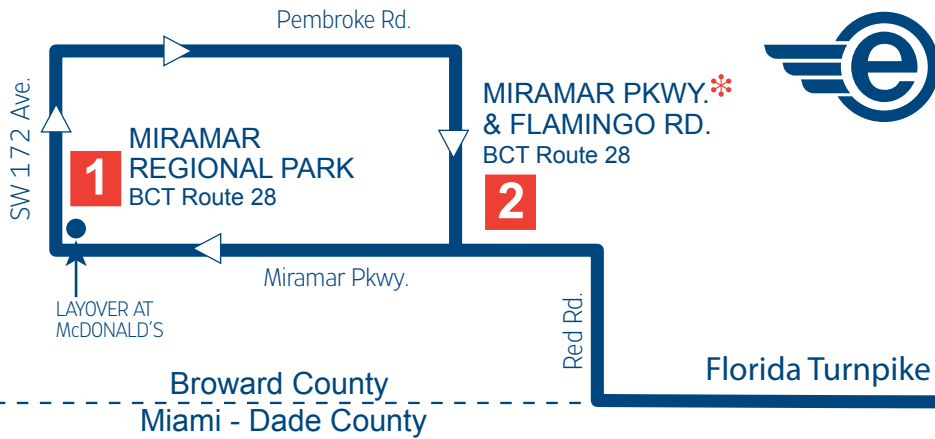 Pembroke Rd.
SW 172 Ave.
1
MIRAMAR
REGIONAL PARK
BCT Route 28
MIRAMAR PKWY.*
& FLAMINGO RD.
BCT Route 28
2
e
Miramar Pkwy.
LAYOVER AT
McDONALD'S
Red Rd.
Florida Turnpike
Broward County
Miami - Dade County